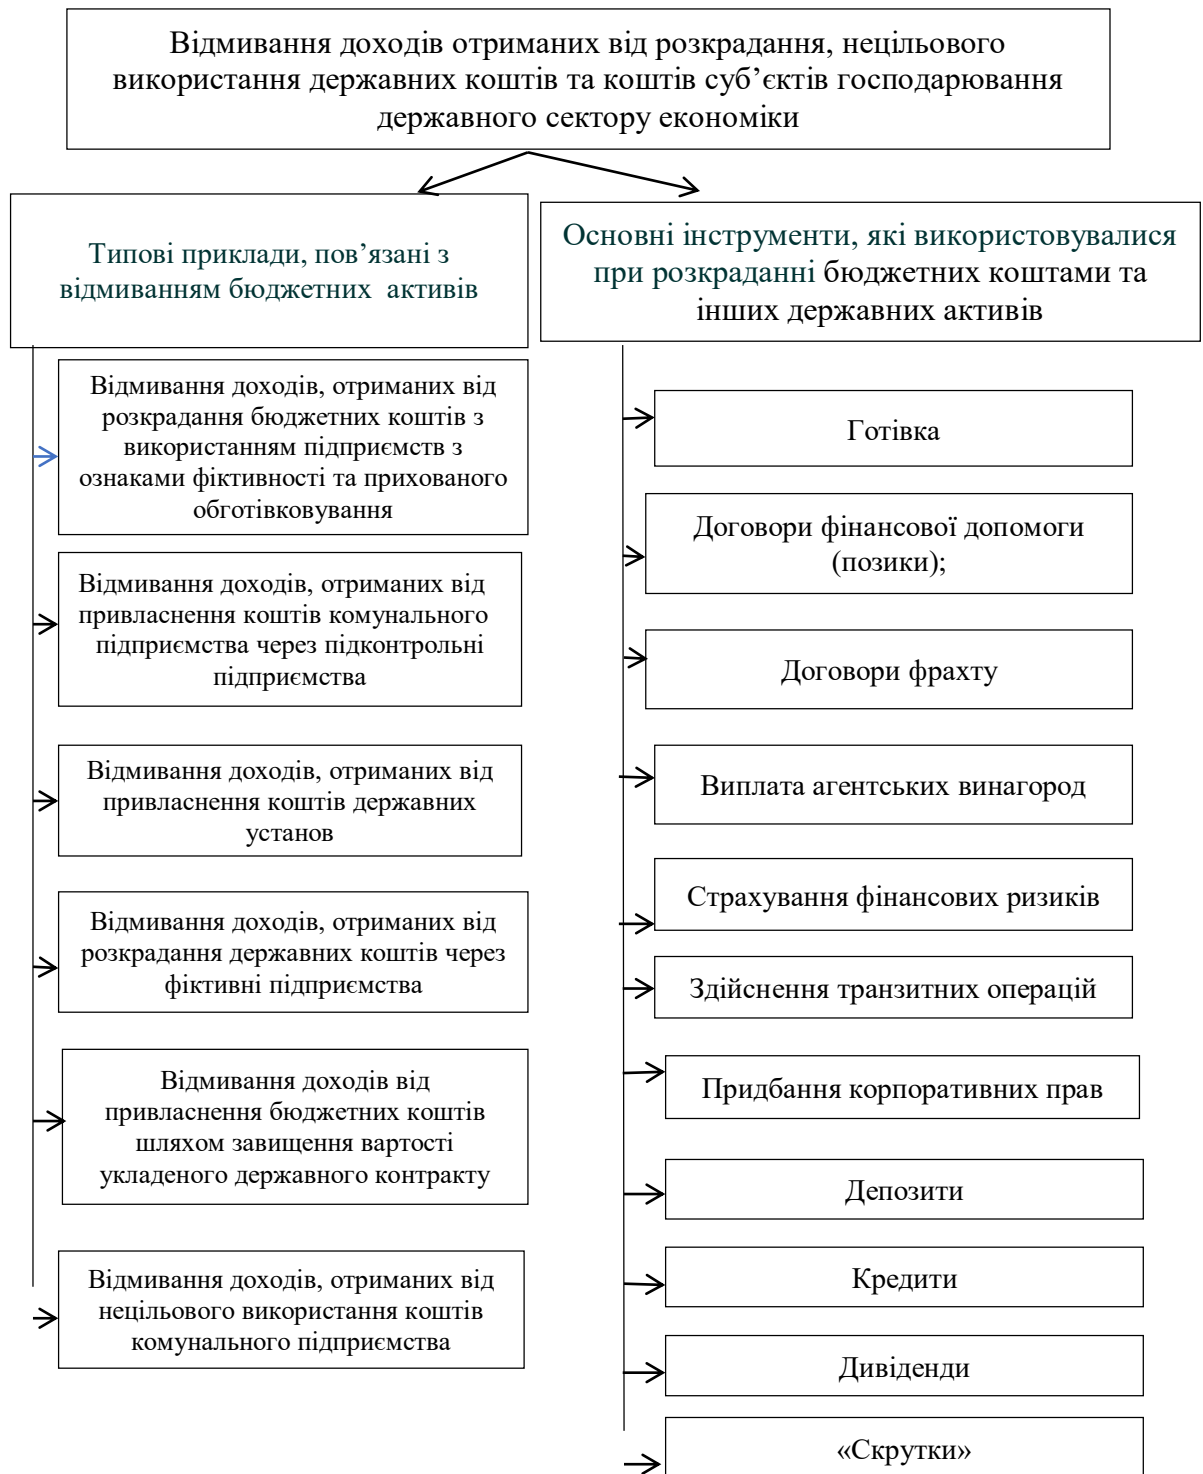 Відмивання доходів отриманих від розкрадання, нецільового
використання державних коштів та коштів суб’єктів господарювання
державного сектору економіки
Типові приклади, пов’язані з
відмиванням бюджетних активів
Відмивання доходів, отриманих від
розкрадання бюджетних коштів з
використанням підприємств з
ознаками фіктивності та прихованого
обготівковування
Відмивання доходів, отриманих від
привласнення коштів комунального
підприємства через підконтрольні
підприємства
Відмивання доходів, отриманих від
привласнення коштів державних
установ
Відмивання доходів, отриманих від
розкрадання державних коштів через
фіктивні підприємства
Відмивання доходів від
привласнення бюджетних коштів
шляхом завищення вартості
укладеного державного контракту
Відмивання доходів, отриманих від
нецільового використання коштів
комунального підприємства
Основні інструменти, які використовувалися
при розкраданні бюджетних коштами та
інших державних активів
Готівка
Договори фінансової допомоги
(позики);
Договори фрахту
Виплата агентських винагород
Страхування фінансових ризиків
Здійснення транзитних операцій
Придбання корпоративних прав
Депозити
Кредити
Дивіденди
«Скрутки»